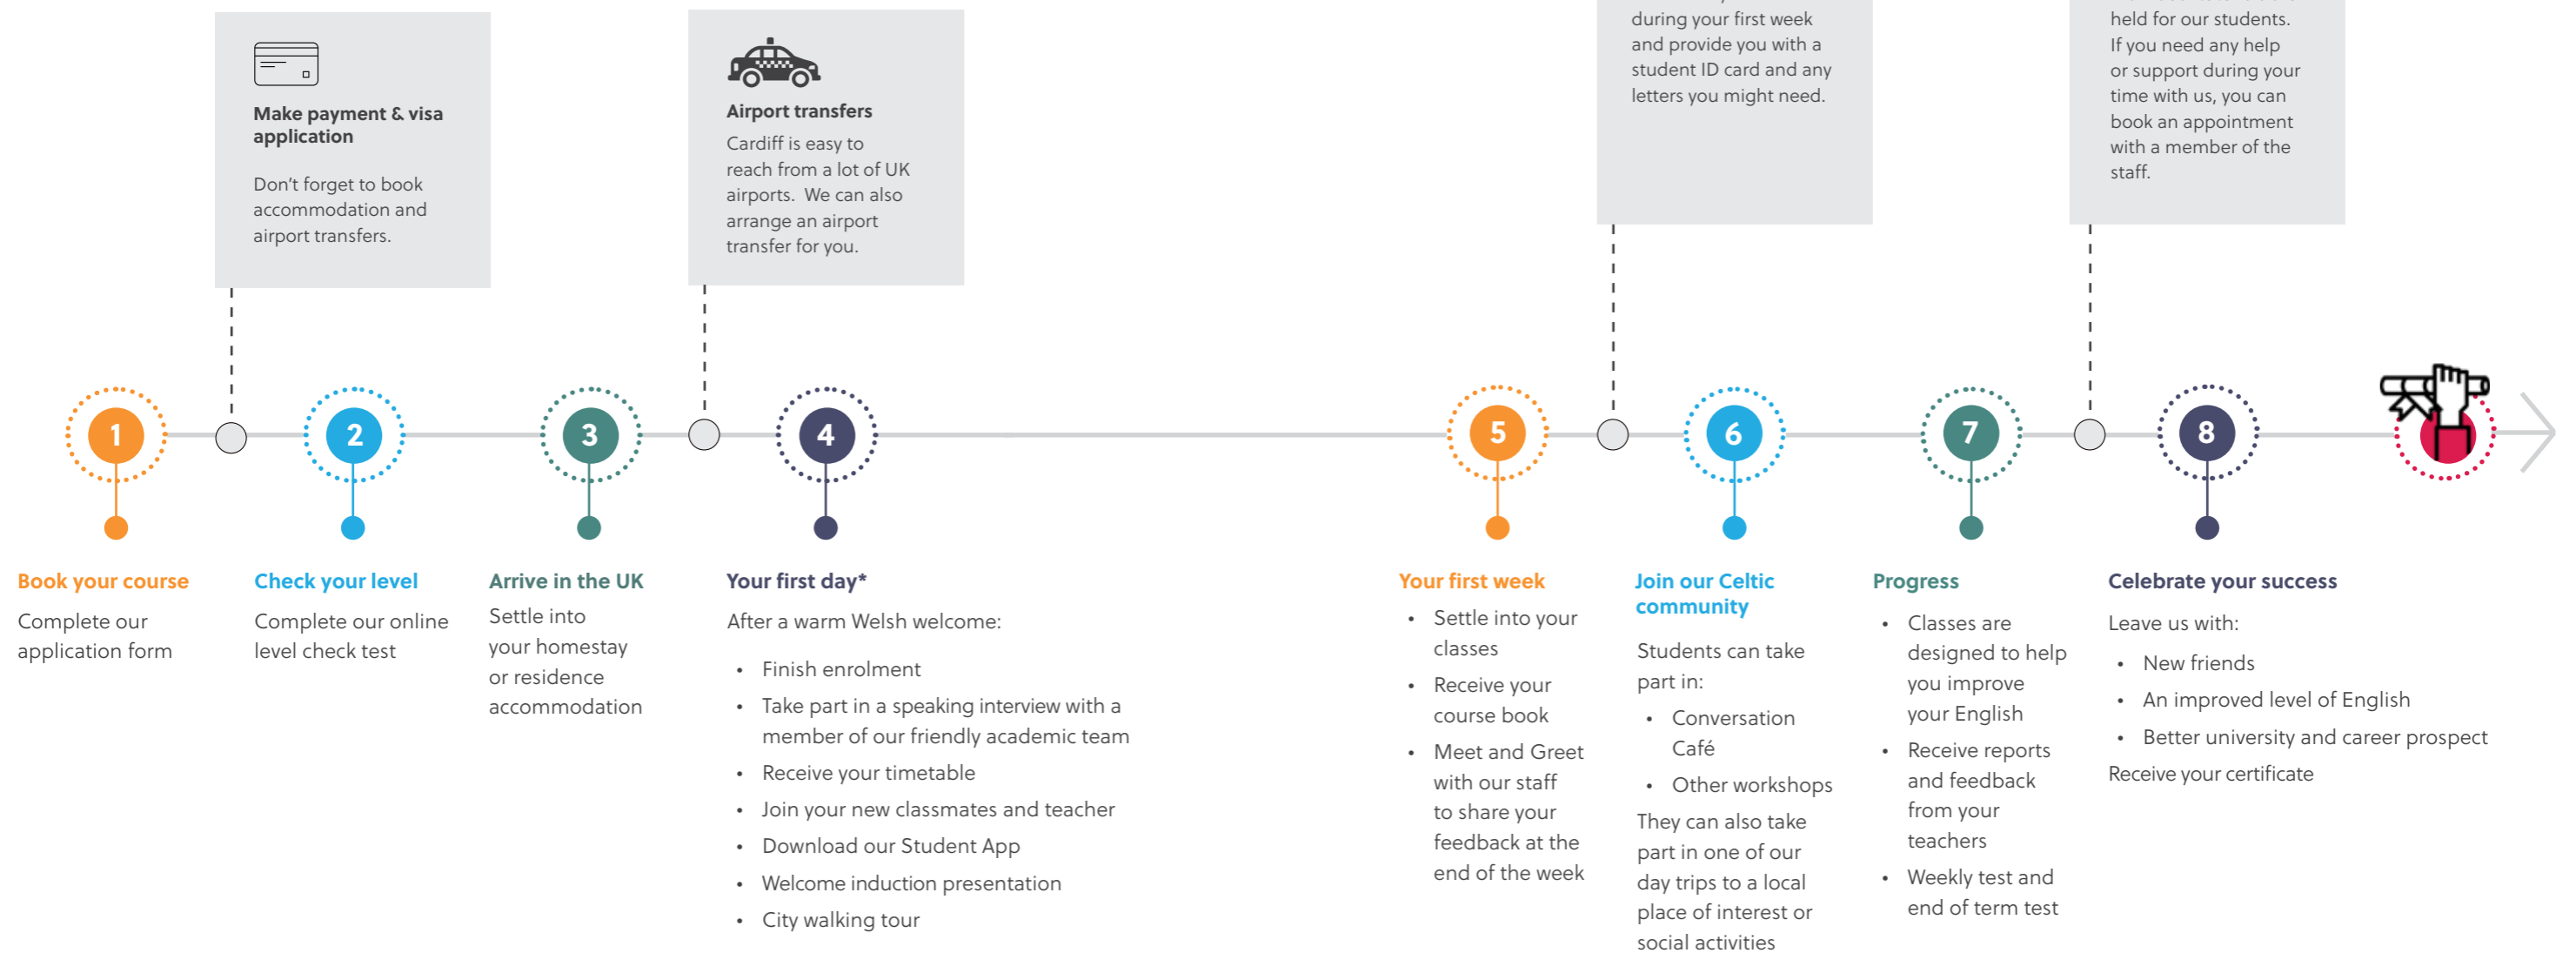 Make payment & visa
application
Don't forget to book
accommodation and
airport transfers.
Airport transfers
Cardiff is easy to
reach from a lot of UK
airports.  We can also
arrange an airport
transfer for you.
during your first week
and provide you with a
student ID card and any
letters you might need.
held for our students.
If you need any help
or support during your
time with us, you can
book an appointment
with a member of the
staff.
1
2
3
4
5
6
7
8
Book your course
Complete our
application form
Check your level
Complete our online
level check test
Arrive in the UK
Settle into
your homestay
or residence
accommodation
Your first day*
After a warm Welsh welcome:
• Finish enrolment
• Take part in a speaking interview with a
member of our friendly academic team
• Receive your timetable
• Join your new classmates and teacher
• Download our Student App
• Welcome induction presentation
• City walking tour
Your first week
• Settle into your
classes
• Receive your
course book
• Meet and Greet
with our staff
to share your
feedback at the
end of the week
Join our Celtic
community
Students can take
part in:
• Conversation
Café
• Other workshops
They can also take
part in one of our
day trips to a local
place of interest or
social activities
Progress
• Classes are
designed to help
you improve
your English
• Receive reports
and feedback
from your
teachers
• Weekly test and
end of term test
Celebrate your success
Leave us with:
• New friends
• An improved level of English
• Better university and career prospect
Receive your certificate